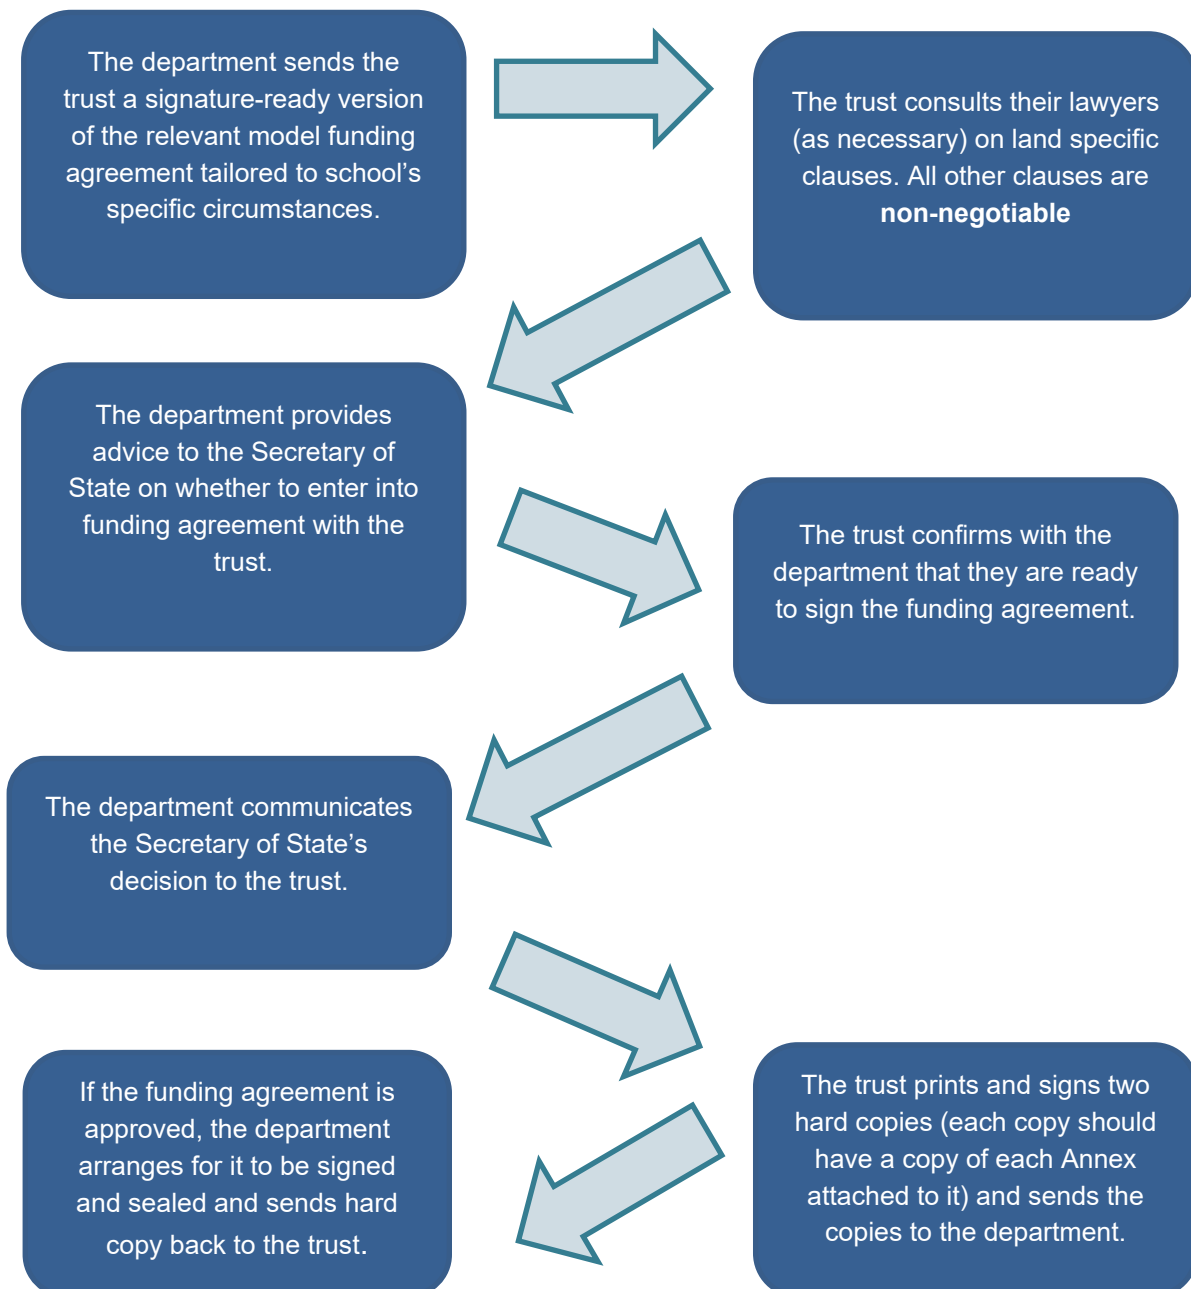 The department sends the
trust a signature-ready version
of the relevant model funding
agreement tailored to school’s
specific circumstances.
The trust consults their lawyers
(as necessary) on land specific
clauses. All other clauses are
non-negotiable
The department provides
advice to the Secretary of
State on whether to enter into
funding agreement with the
trust.
The trust confirms with the
department that they are ready
to sign the funding agreement.
The department communicates
the Secretary of State’s
decision to the trust.
The trust prints and signs two
hard copies (each copy should
have a copy of each Annex
attached to it) and sends the
copies to the department.
If the funding agreement is
approved, the department
arranges for it to be signed
and sealed and sends hard
copy back to the trust.